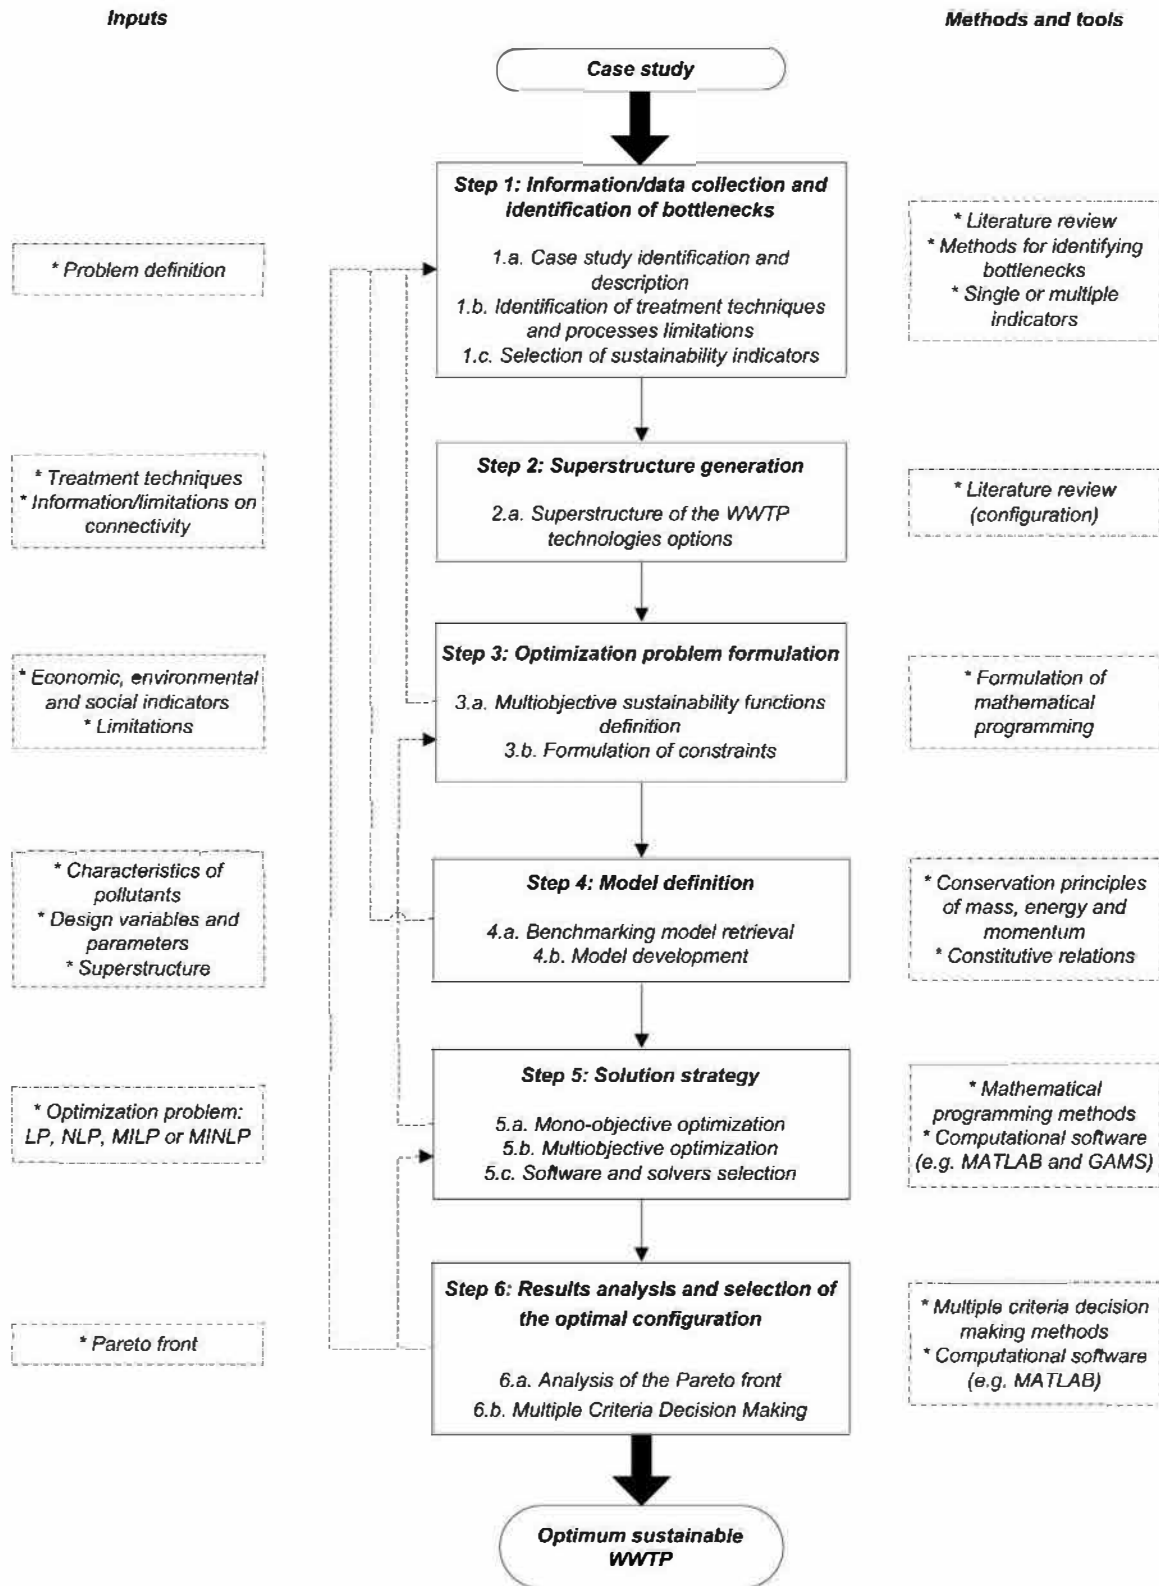 Inputs
Methods and tools
Case study
Step 1: Information/data collection and
identification of bottlenecks
1.a. Case study identification and
description
1.b. Identification of treatment techniques
and processes limitations
1.c. Selection of sustainability indicators
* Problem definition
* Literature review
* Methods for identifying
bottlenecks
* Single or multiple
indicators
* Treatment techniques
* Information/limitations on
connectivity
Step 2: Superstructure generation
2.a. Superstructure of the WWTP
technologies options
* Literature review
(configuration)
* Economic, environmental
and social indicators
* Limitations
Step 3: Optimization problem formulation
3.a. Multiobjective sustainability functions
definition
3.b. Formulation of constraints
* Formulation of
mathematical
programming
* Characteristics of
pollutants
* Design variables and
parameters
* Superstructure
Step 4: Model definition
4.a. Benchmarking model retrieval
4.b. Model development
* Conservation principles
of mass, energy and
momentum
* Constitutive relations
* Optimization problem:
LP, NLP, MILP or MINLP
Step 5: Solution strategy
5.a. Mono-objective optimization
5.b. Multiobjective optimization
5.c. Software and solvers selection
* Mathematical
programming methods
* Computational software
(e.g. MATLAB and GAMS)
* Pareto front
Step 6: Results analysis and selection of
the optimal configuration
6.a. Analysis of the Pareto front
6.b. Multiple Criteria Decision Making
* Multiple criteria decision
making methods
* Computational software
(e.g. MATLAB)
Optimum sustainable
WWTP